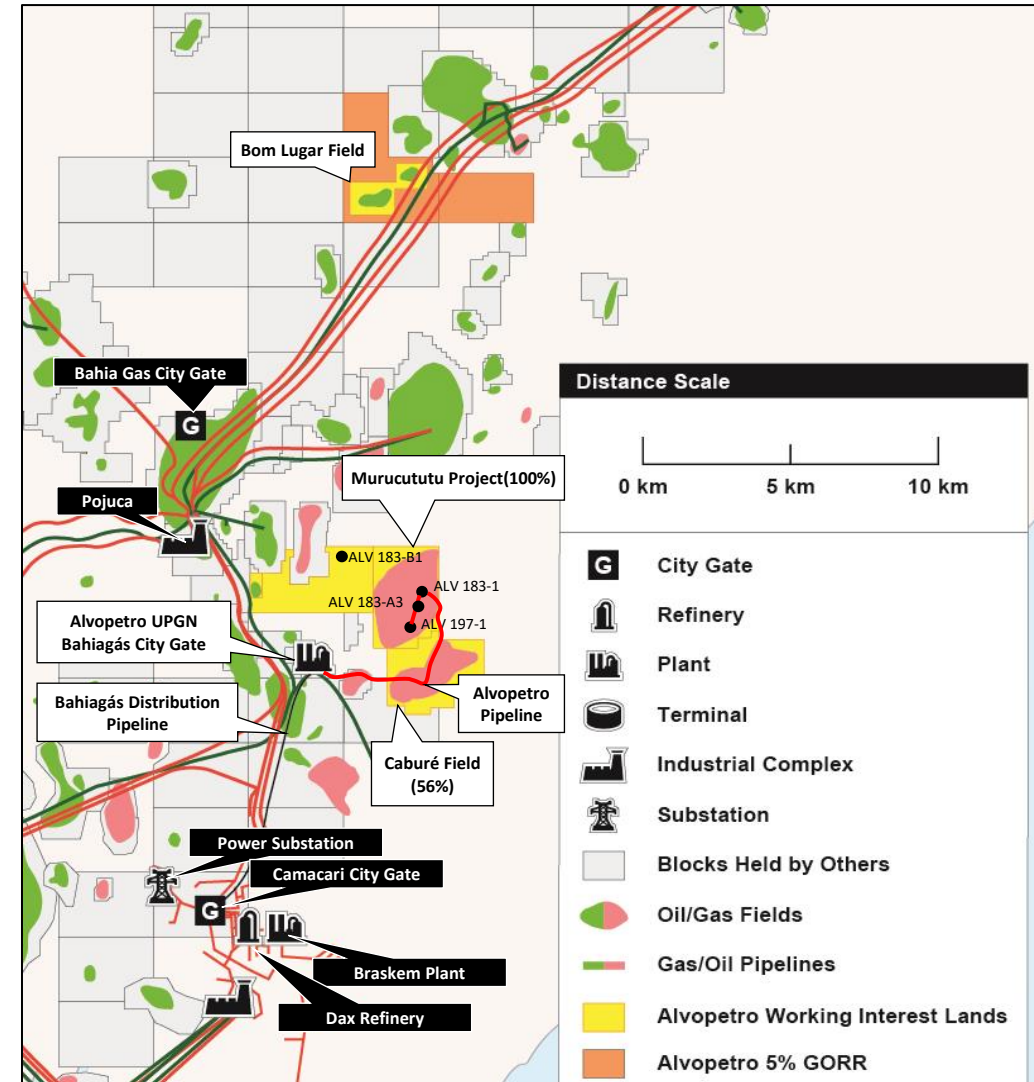 Bom Lugar Field
Bahia Gas City Gate
G
Pojuca
Murucututu Project(100%)
ALV 183-B1
ALV 183-1
ALV 183-A3
ALV 197-1
Alvopetro UPGN
Bahiagás City Gate
Bahiagás Distribution
Pipeline
Alvopetro
Pipeline
Caburé Field
(56%)
Power Substation
Camacari City Gate
G
Braskem Plant
Dax Refinery
Distance Scale
0 km 5 km 10 km
G City Gate
Refinery
Plant
Terminal
Industrial Complex
Substation
Blocks Held by Others
Oil/Gas Fields
Gas/Oil Pipelines
Alvopetro Working Interest Lands
Alvopetro 5% GORR